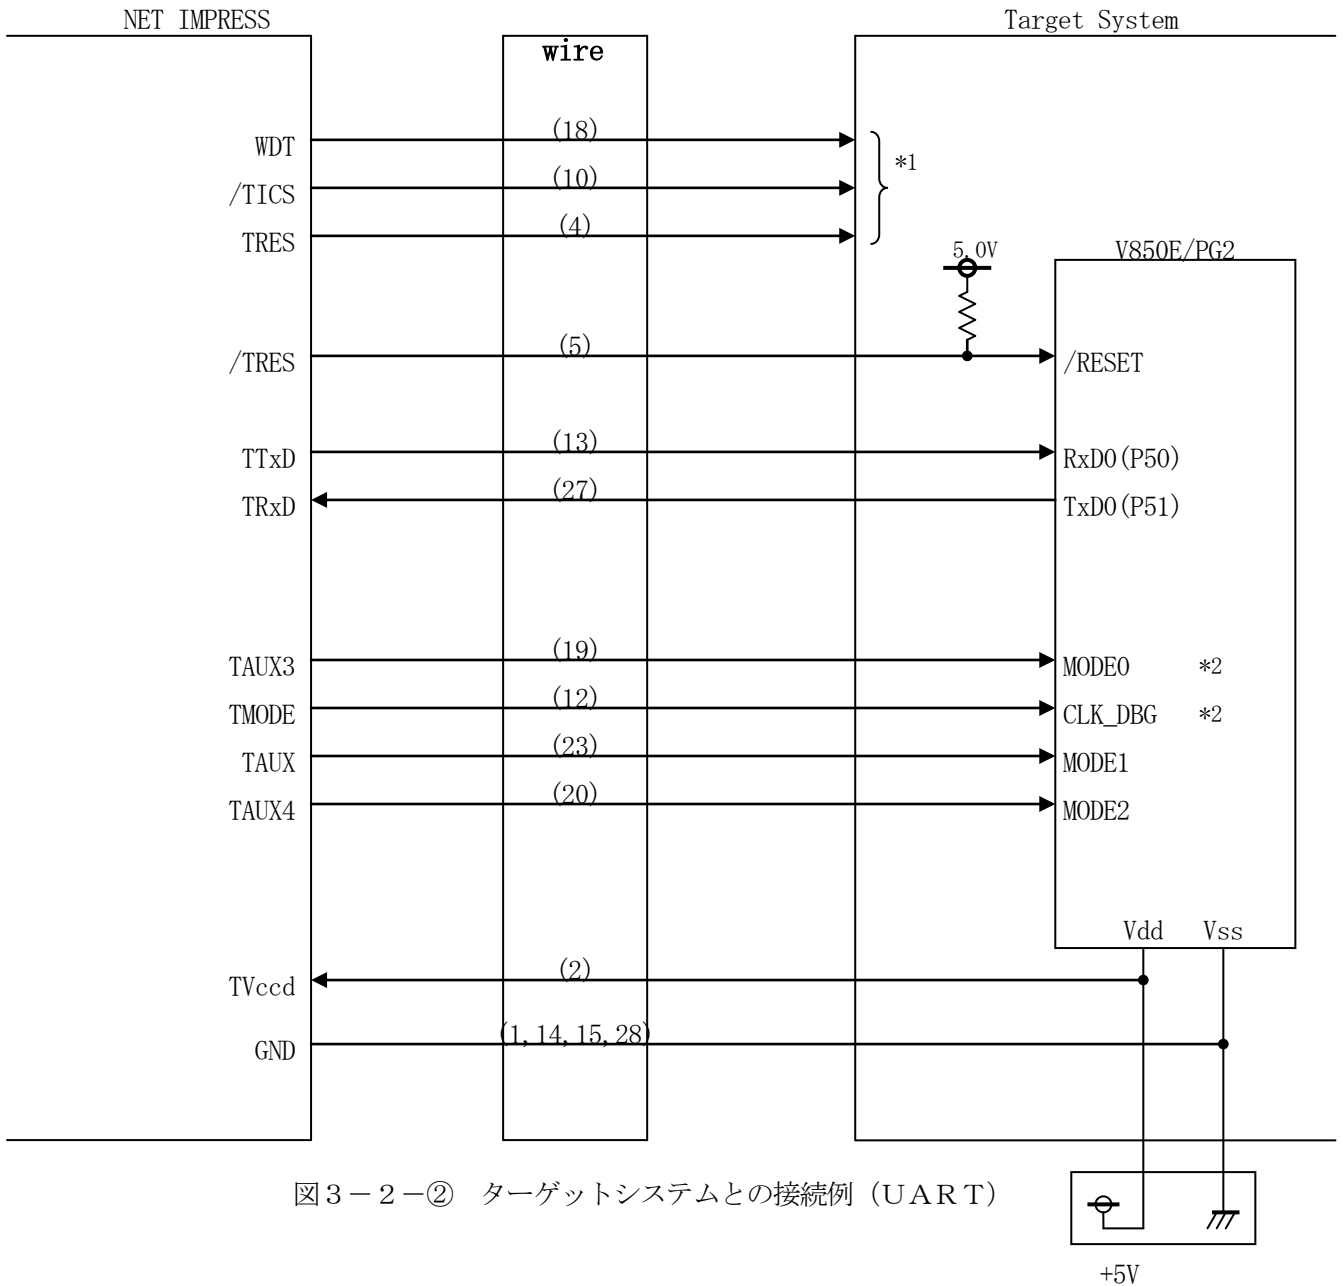 NET IMPRESS
Target System
wire
WDT
(18)
*1
/TICS
(10)
TRES
(4)
5.0V
V850E/PG2
/TRES
(5)
/RESET
TTxD
(13)
RxD0(P50)
TRxD
(27)
TxD0(P51)
TAUX3
(19)
MODE0 *2
TMODE
(12)
CLK_DBG *2
TAUX
(23)
MODE1
TAUX4
(20)
MODE2
Vdd Vss
TVccd
(2)
GND
(1,14,15,28)
図3-2-② ターゲットシステムとの接続例(UART)
+5V